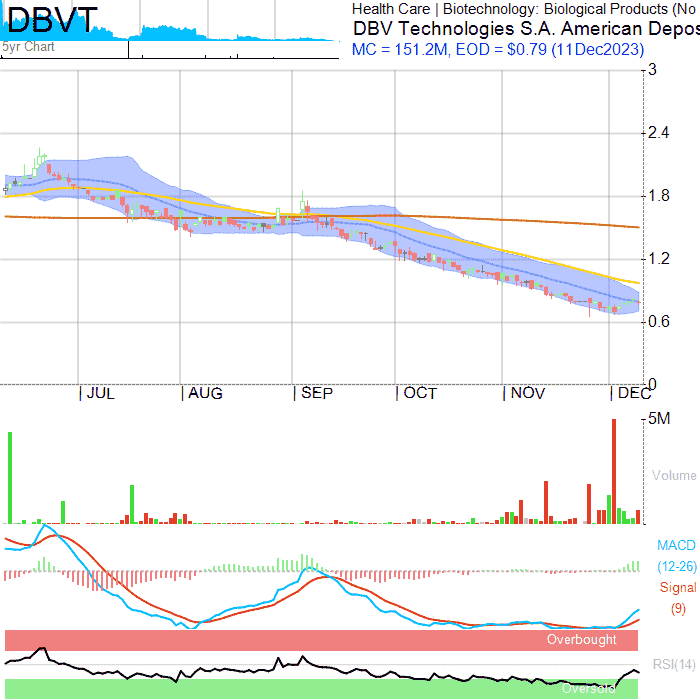 DBVT
Health Care | Biotechnology: Biological Products (No
DBV Technologies S.A. American Depos
5yr Chart
MC = 151.2M, EOD = $0.79 (11Dec2023)
3
2.4
1.8
1.2
0.6
0
| JUL | AUG | SEP | OCT | NOV | DEC
5M
Volume
MACD
(12-26)
Signal
(9)
Overbought
RSI(14)
Oversold